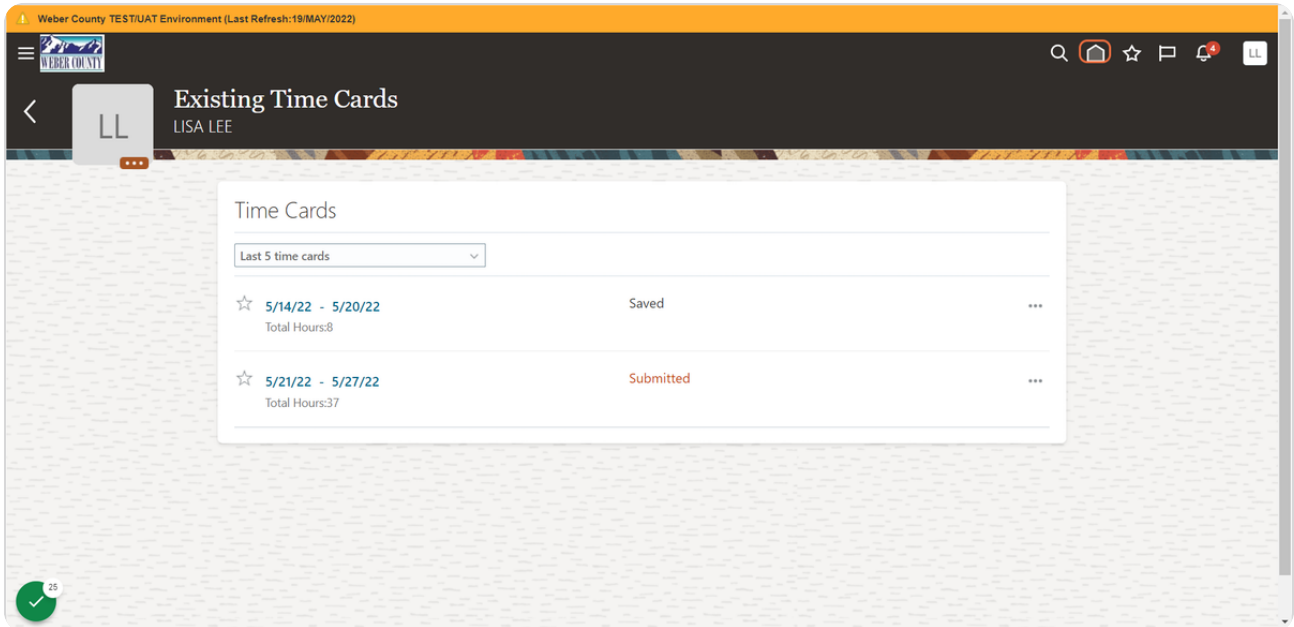 Weber County TEST/UAT Environment (Last Refresh:19/MAY/2022)
WEBER COUNTY
4
LL
LL
Existing Time Cards
LISA LEE
Time Cards
Last 5 time cards
5/14/22 - 5/20/22
Saved
Total Hours:8
5/21/22 - 5/27/22
Submitted
Total Hours:37
25